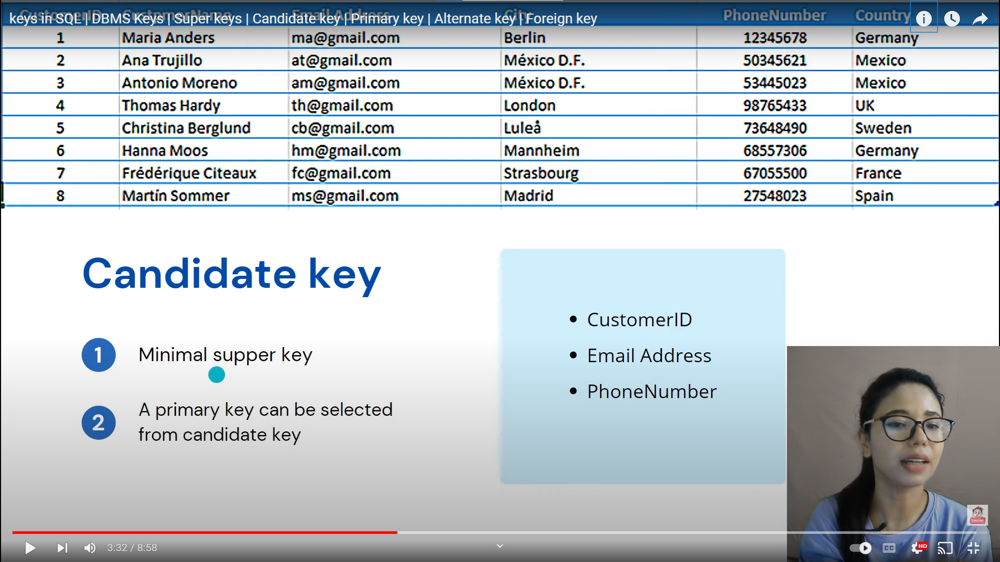 CustomerID CustpmerName Email Address City PhoneNumber Country
keys in SQL | DBMS Keys | Super keys | Candidate key | Primary key | Alternate key | Foreign key
1 Maria Anders ma@gmail.com Berlin 12345678 Germany
2 Ana Trujillo at@gmail.com México D.F. 50345621 Mexico
3 Antonio Moreno am@gmail.com México D.F. 53445023 Mexico
4 Thomas Hardy th@gmail.com London 98765433 UK
5 Christina Berglund cb@gmail.com Luleå 73648490 Sweden
6 Hanna Moos hm@gmail.com Mannheim 68557306 Germany
7 Frédérique Citeaux fc@gmail.com Strasbourg 67055500 France
8 Martín Sommer ms@gmail.com Madrid 27548023 Spain
Candidate key
1 Minimal supper key
2 A primary key can be selected
from candidate key
• CustomerID
• Email Address
• PhoneNumber
Subscribe
3:32 / 8:58
CC
HD